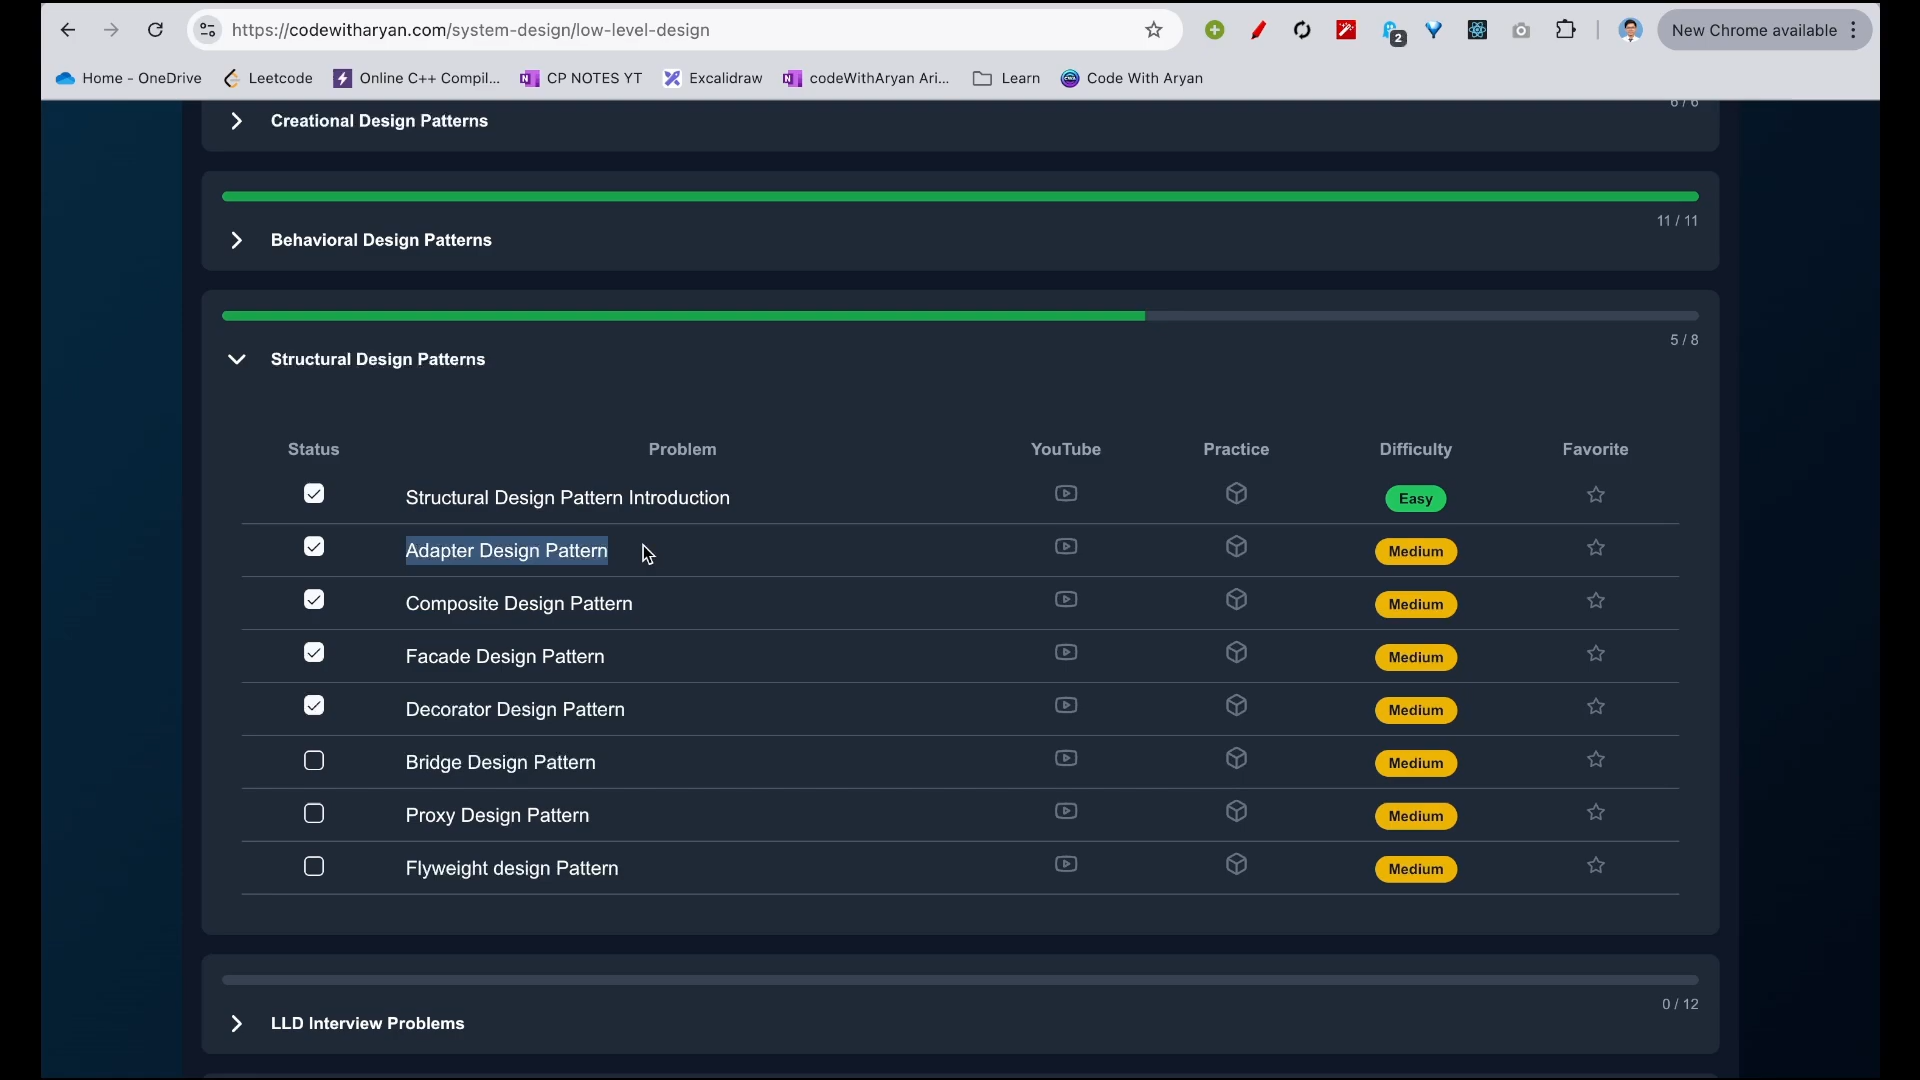 https://codewitharyan.com/system-design/low-level-design
2
New Chrome available
Home - OneDrive
Leetcode
Online C++ Compil...
CP NOTES YT
Excalidraw
codeWithAryan Ari...
Learn
Code With Aryan
6 / 6
Creational Design Patterns
11 / 11
Behavioral Design Patterns
5 / 8
Structural Design Patterns
Status Problem YouTube Practice Difficulty Favorite
Structural Design Pattern Introduction Easy
Adapter Design Pattern Medium
Composite Design Pattern Medium
Facade Design Pattern Medium
Decorator Design Pattern Medium
Bridge Design Pattern Medium
Proxy Design Pattern Medium
Flyweight design Pattern Medium
0 / 12
LLD Interview Problems